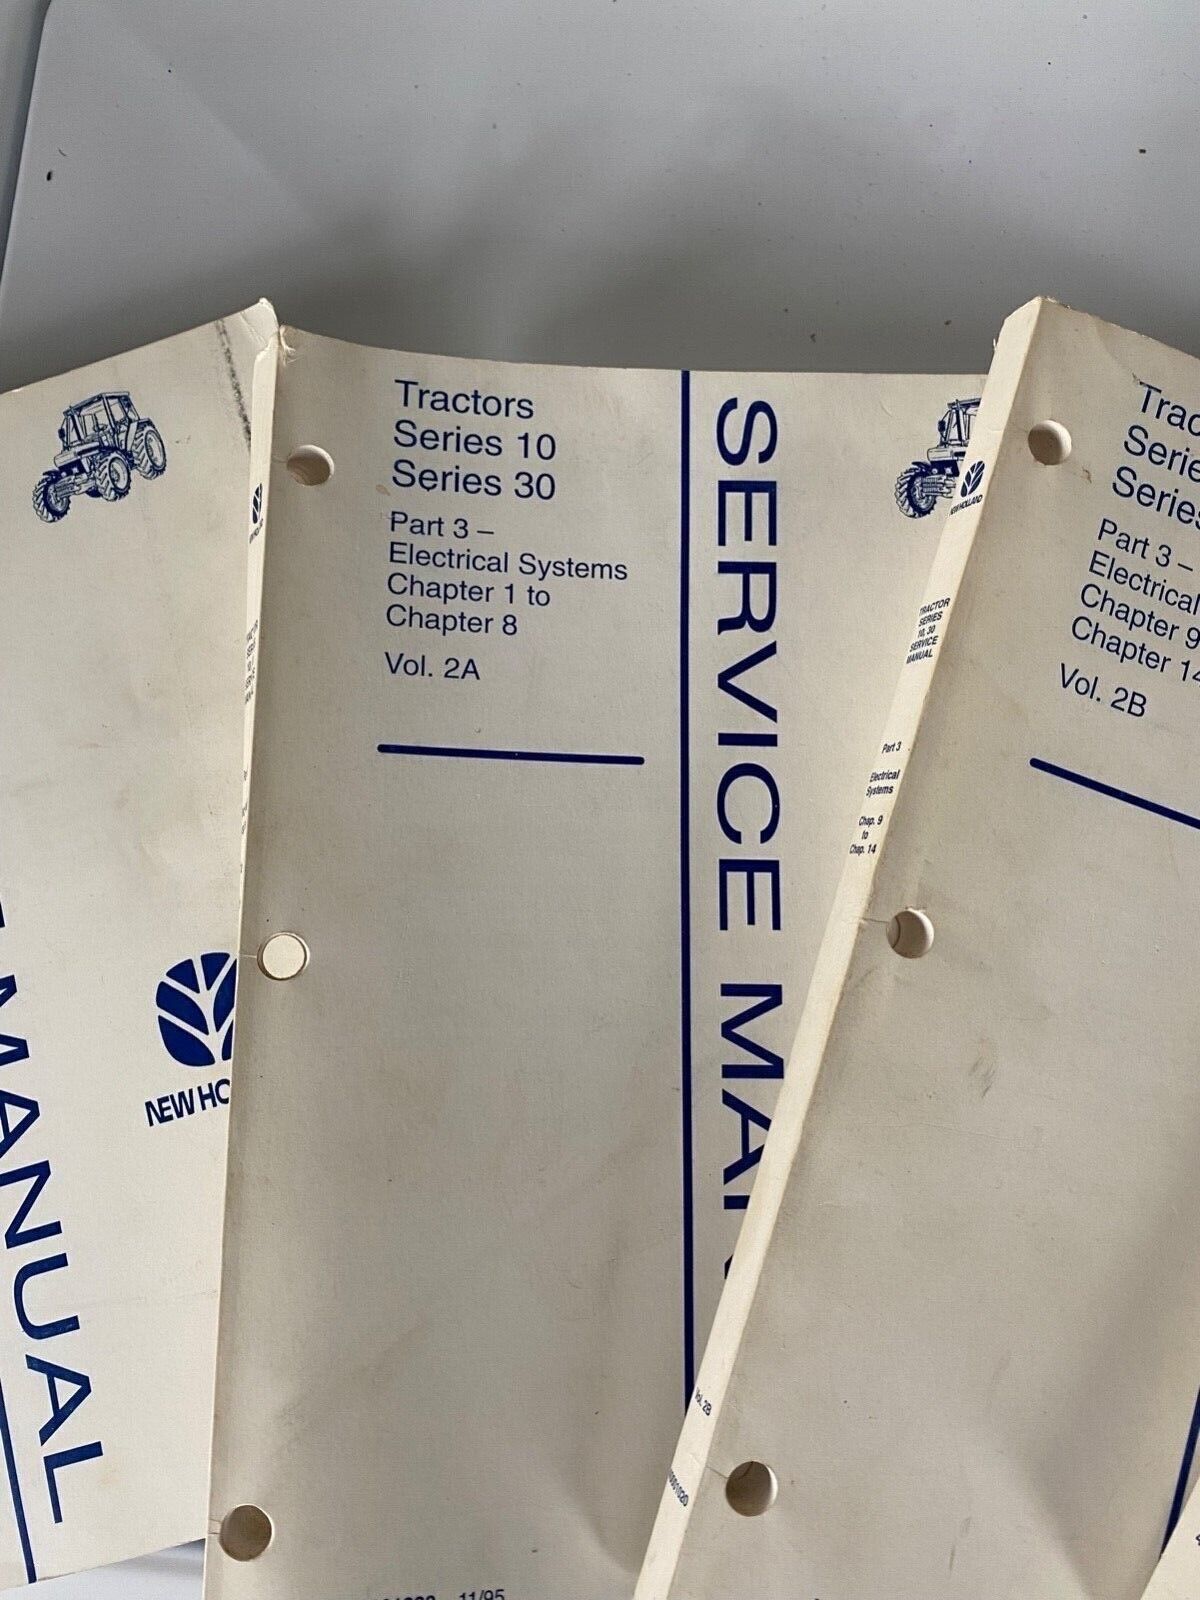 MANUAL
NEW HO
Tractors
Series 10
Series 30
Part 3 –
Electrical Systems
Chapter 1 to
Chapter 8
Vol. 2A
SERVICE MA
11/95
NEW HOLLAND
TRACTOR
SERIES
10, 30
SERVICE
MANUAL
Part 3
Electrical
Systems
Chap. 9
to
Chap. 14
Vol. 2B
Trac
Serie
Series
Part 3 –
Electrical
Chapter 9
Chapter 14
Vol. 2B